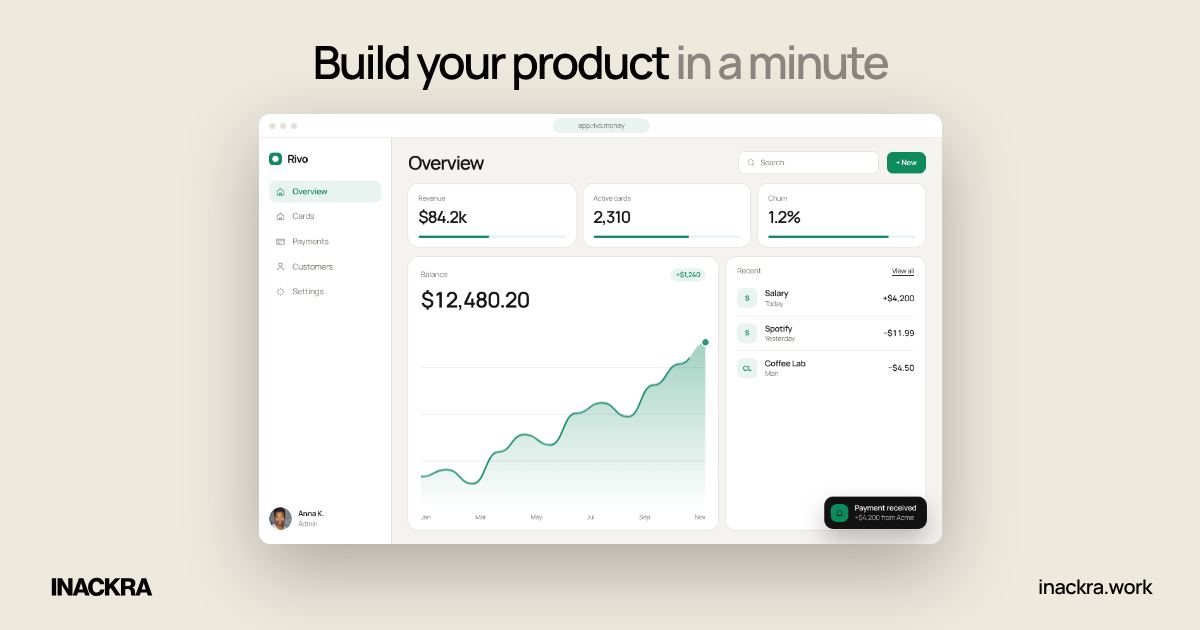 Build your product in a minute
app.rivo.money
Rivo
Overview
Cards
Payments
Customers
Settings
Anna K.
Admin
Overview
Search
+ New
Revenue
$84.2k
Active cards
2,310
Churn
1.2%
Balance
+$1,240
$12,480.20
Jan Mar May Jul Sep Nov
Recent
View all
S
Salary
Today
+$4,200
S
Spotify
Yesterday
−$11.99
CL
Coffee Lab
Mon
−$4.50
Payment received
+$4,200 from Acme
INACKRA
inackra.work